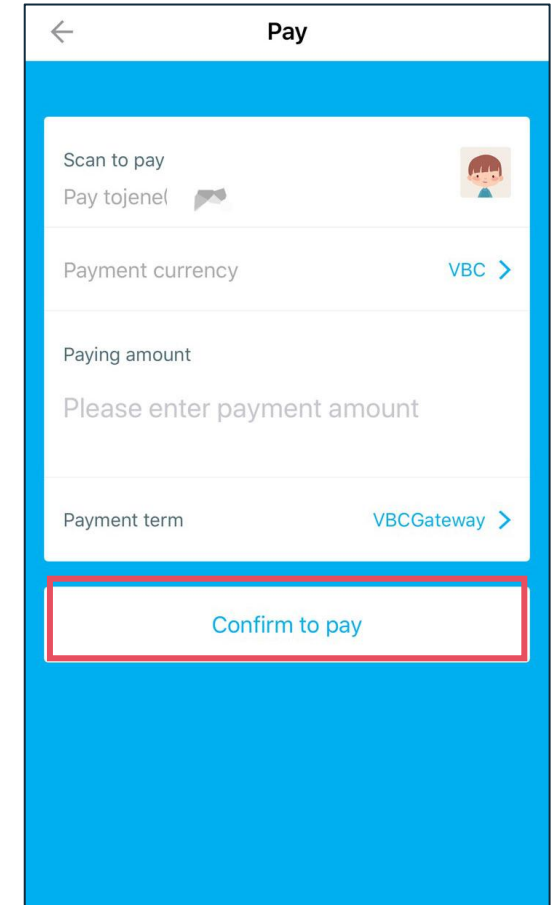 Pay
Scan to pay
Pay tojene(
Payment currency
VBC
Paying amount
Please enter payment amount
Payment term
VBCGateway
Confirm to pay